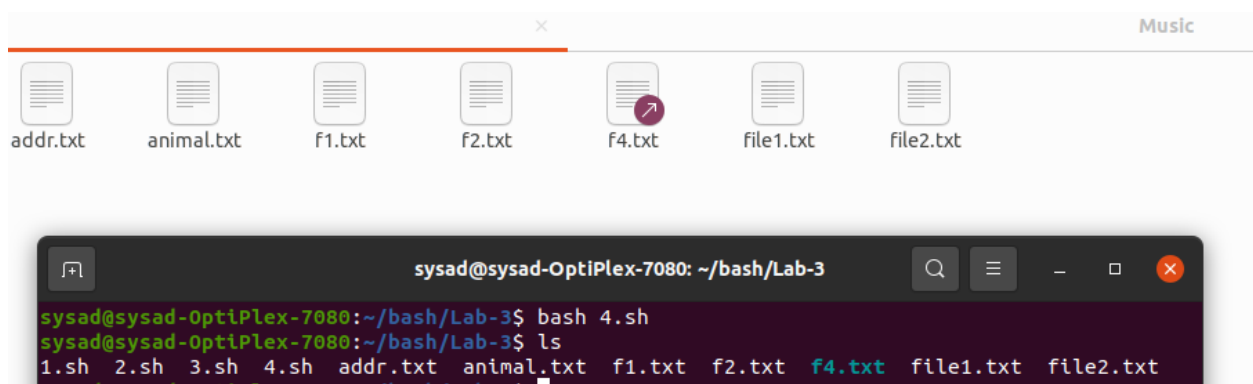 Music
addr.txt animal.txt f1.txt f2.txt f4.txt file1.txt file2.txt
sysad@sysad-OptiPlex-7080: ~/bash/Lab-3
sysad@sysad-OptiPlex-7080:~/bash/Lab-3$ bash 4.sh
sysad@sysad-OptiPlex-7080:~/bash/Lab-3$ ls
1.sh 2.sh 3.sh 4.sh addr.txt animal.txt f1.txt f2.txt f4.txt file1.txt file2.txt